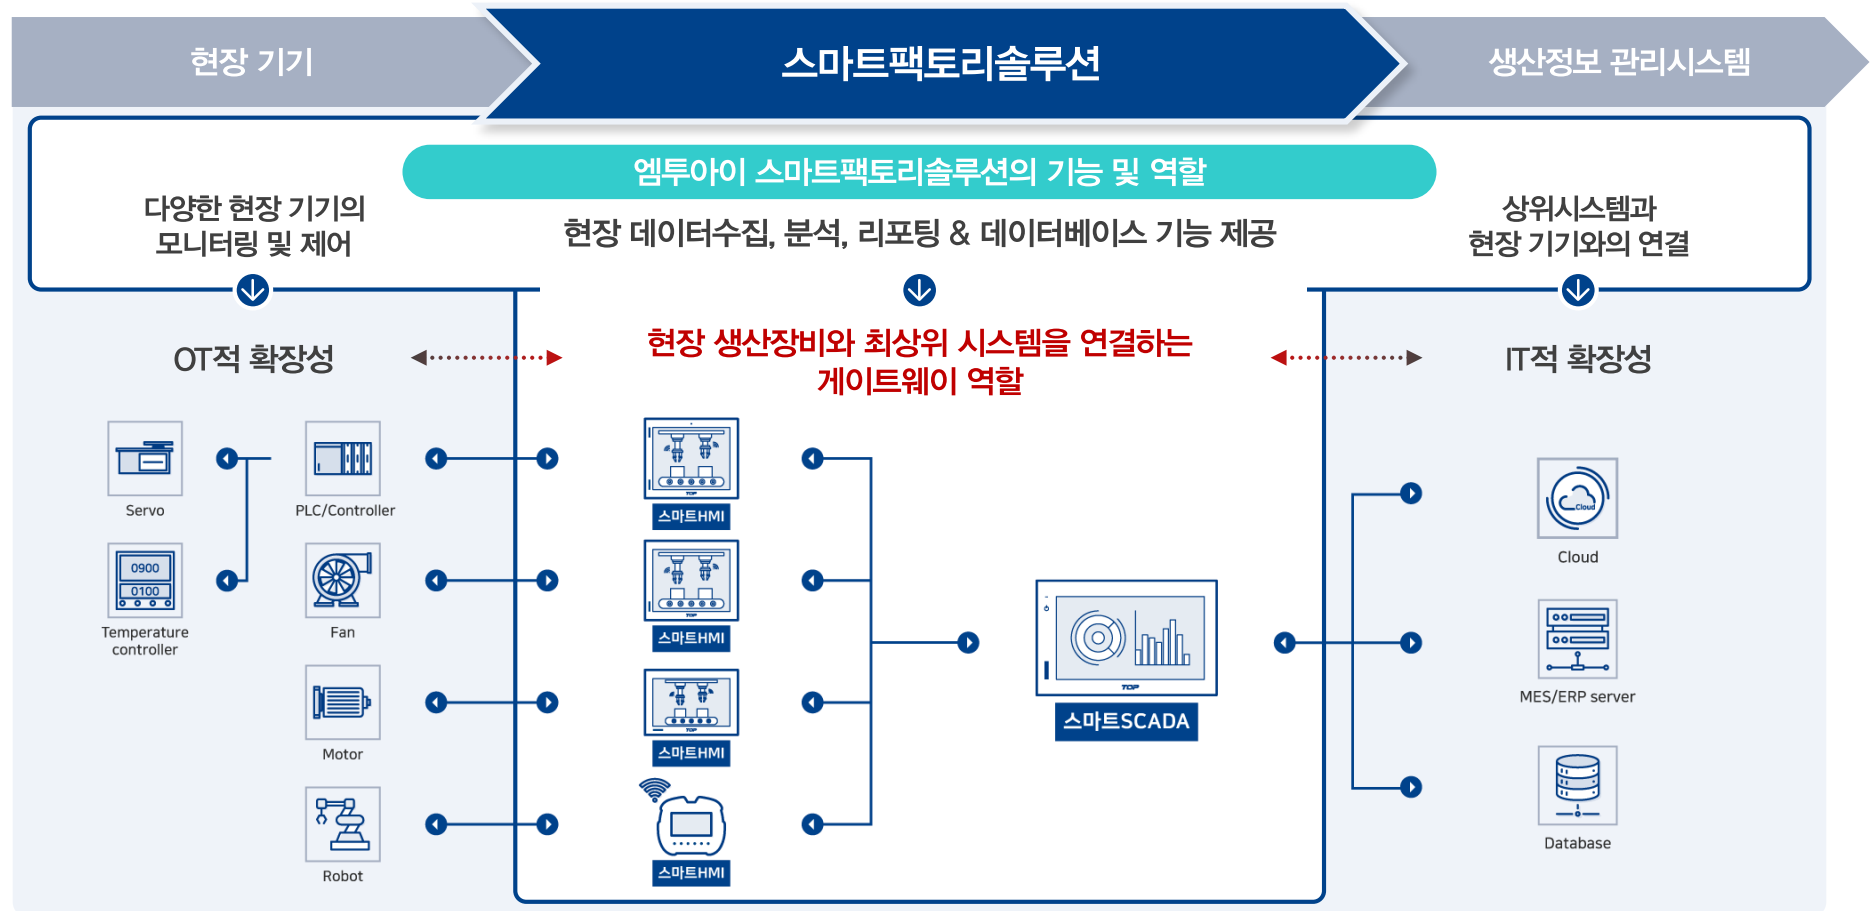 현장 기기
스마트팩토리솔루션
생산정보 관리시스템
엠투아이 스마트팩토리솔루션의 기능 및 역할
다양한 현장 기기의
모니터링 및 제어
현장 데이터수집, 분석, 리포팅 & 데이터베이스 기능 제공
상위시스템과
현장 기기와의 연결
OT적 확장성
현장 생산장비와 최상위 시스템을 연결하는
게이트웨이 역할
IT적 확장성
Servo
PLC/Controller
0900
0100
Temperature
controller
Fan
Motor
Robot
TOP
스마트HMI
TOP
스마트HMI
TOP
스마트HMI
스마트HMI
TOP
스마트SCADA
Cloud
Cloud
MES/ERP server
Database